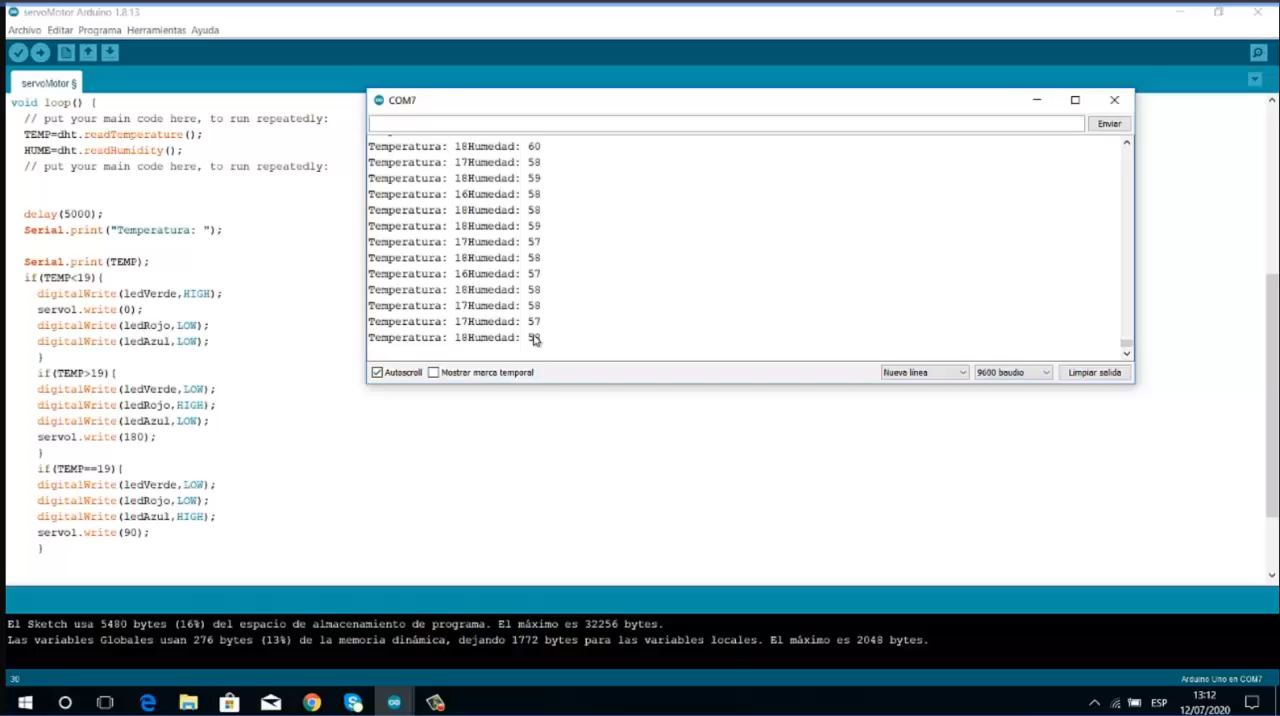 servoMotor Arduino 1.8.13
Archivo Editar Programa Herramientas Ayuda
servoMotor §
void loop() {
// put your main code here, to run repeatedly:
TEMP=dht.readTemperature();
HUME=dht.readHumidity();
// put your main code here, to run repeatedly:
delay(5000);
Serial.print("Temperatura: ");
Serial.print(TEMP);
if(TEMP<19){
digitalWrite(ledVerde,HIGH);
servo1.write(0);
digitalWrite(ledRojo,LOW);
digitalWrite(ledAzul,LOW);
}
if(TEMP>19){
digitalWrite(ledVerde,LOW);
digitalWrite(ledRojo,HIGH);
digitalWrite(ledAzul,LOW);
servo1.write(180);
}
if(TEMP==19){
digitalWrite(ledVerde,LOW);
digitalWrite(ledRojo,LOW);
digitalWrite(ledAzul,HIGH);
servo1.write(90);
}
COM7
Enviar
Temperatura: 18Humedad: 60
Temperatura: 17Humedad: 58
Temperatura: 18Humedad: 59
Temperatura: 16Humedad: 58
Temperatura: 18Humedad: 58
Temperatura: 18Humedad: 59
Temperatura: 17Humedad: 57
Temperatura: 18Humedad: 58
Temperatura: 16Humedad: 57
Temperatura: 18Humedad: 58
Temperatura: 17Humedad: 58
Temperatura: 17Humedad: 57
Temperatura: 18Humedad:
Autoscroll Mostrar marca temporal Nueva línea 9600 baudio Limpiar salida
El Sketch usa 5480 bytes (16%) del espacio de almacenamiento de programa. El máximo es 32256 bytes.
Las variables Globales usan 276 bytes (13%) de la memoria dinámica, dejando 1772 bytes para las variables locales. El máximo es 2048 bytes.
30 Arduino Uno en COM7
ESP
13:12
12/07/2020